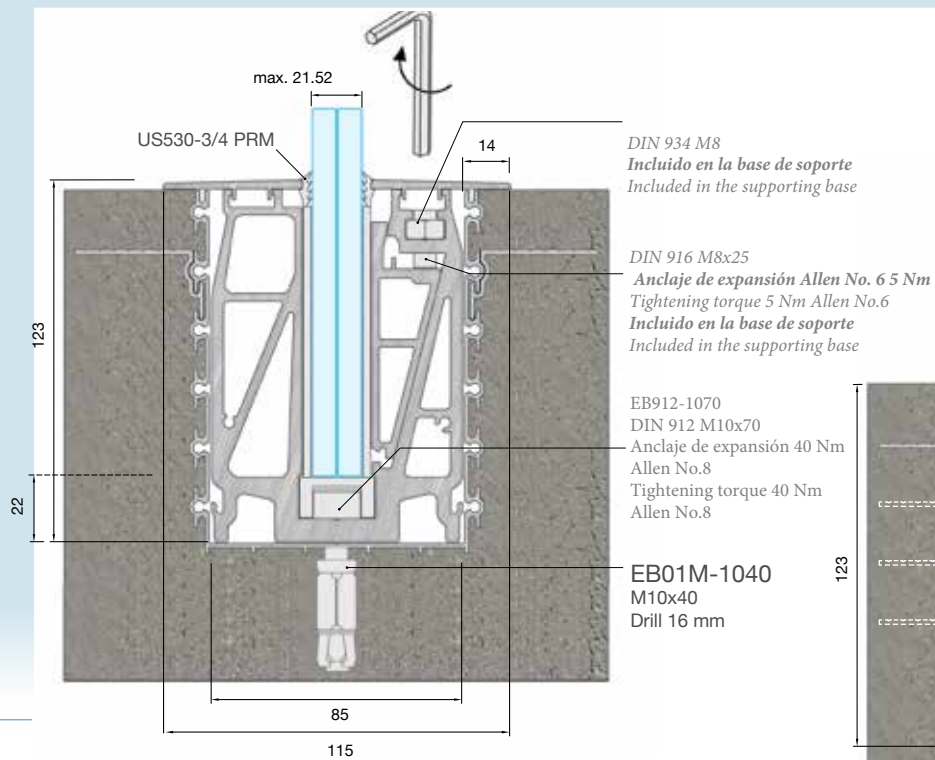 max. 21.52
US530-3/4 PRM
14
DIN 934 M8
Incluido en la base de soporte
Included in the supporting base
DIN 916 M8x25
Anclaje de expansión Allen No. 6 5 Nm
Tightening torque 5 Nm Allen No.6
Incluido en la base de soporte
Included in the supporting base
123
EB912-1070
DIN 912 M10x70
Anclaje de expansión 40 Nm
Allen No.8
Tightening torque 40 Nm
Allen No.8
22
EB01M-1040
M10x40
Drill 16 mm
123
85
115